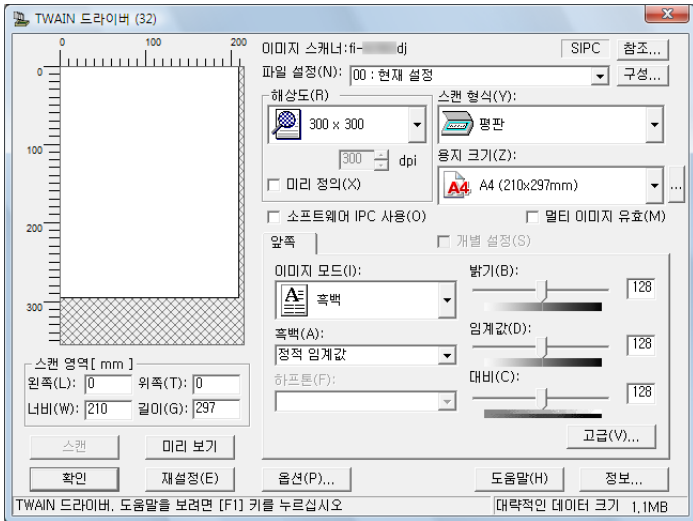 TWAIN 드라이버 (32)
0 100 200
0
100
200
300
이미지 스캐너:fi- dj
SIPC
참조...
파일 설정(N): 00 : 현재 설정
구성...
해상도(R)
300 x 300
300 dpi
미리 정의(X)
스캔 형식(Y):
평판
용지 크기(Z):
A4 A4 (210x297mm)
...
소프트웨어 IPC 사용(O)
멀티 이미지 유효(M)
앞쪽
개별 설정(S)
이미지 모드(I):
흑백
흑백(A):
정적 임계값
하프톤(F):
밝기(B):
128
임계값(D):
128
대비(C):
128
고급(V)...
스캔 영역[ mm ]
왼쪽(L): 0 위쪽(T): 0
너비(W): 210 길이(G): 297
스캔
미리 보기
확인
재설정(E)
옵션(P)...
도움말(H)
정보...
TWAIN 드라이버, 도움말을 보려면 [F1] 키를 누르십시오
대략적인 데이터 크기 1,1MB